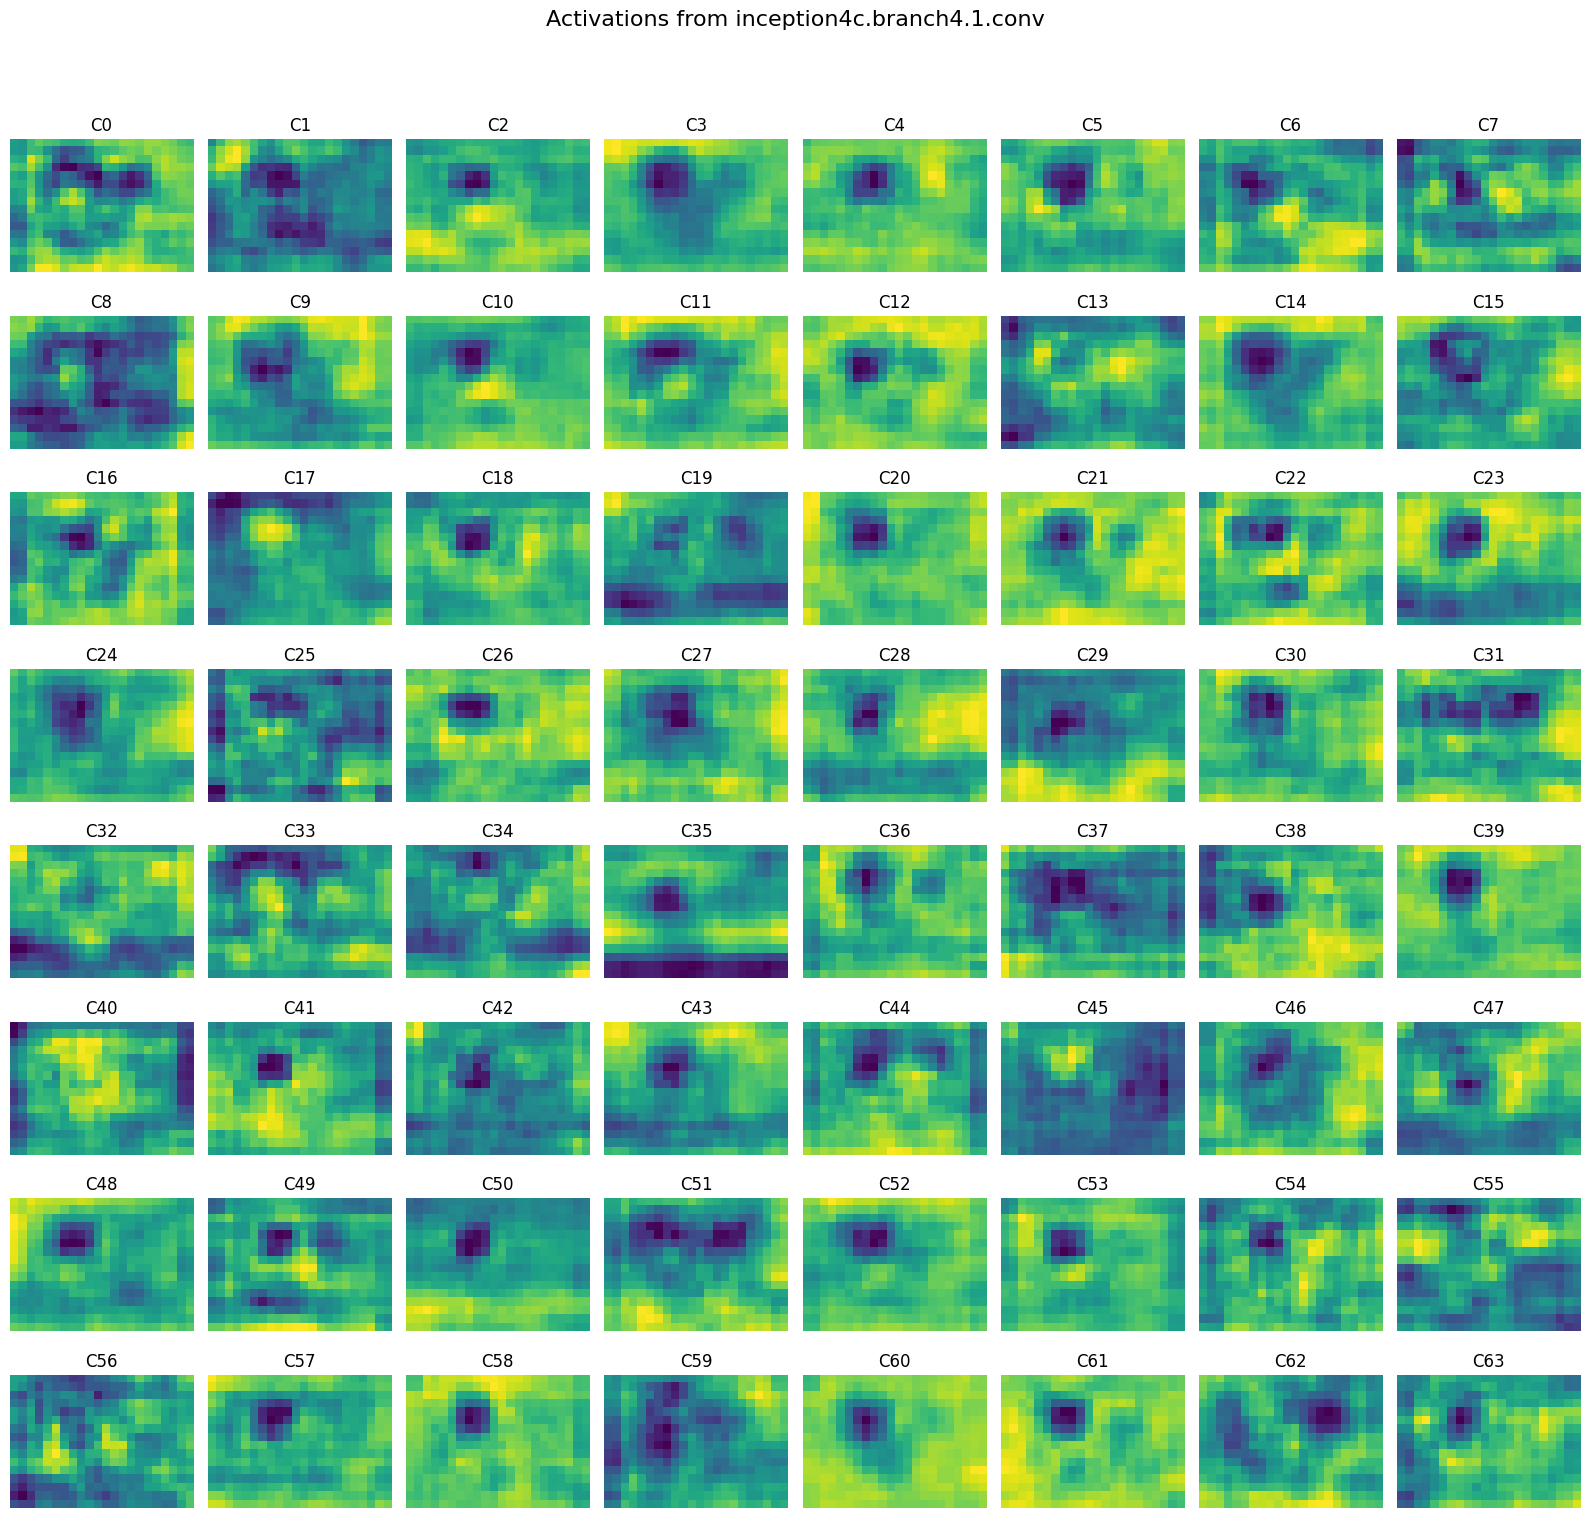 Activations from inception4c.branch4.1.conv
C0 C1 C2 C3 C4 C5 C6 C7
C8 C9 C10 C11 C12 C13 C14 C15
C16 C17 C18 C19 C20 C21 C22 C23
C24 C25 C26 C27 C28 C29 C30 C31
C32 C33 C34 C35 C36 C37 C38 C39
C40 C41 C42 C43 C44 C45 C46 C47
C48 C49 C50 C51 C52 C53 C54 C55
C56 C57 C58 C59 C60 C61 C62 C63